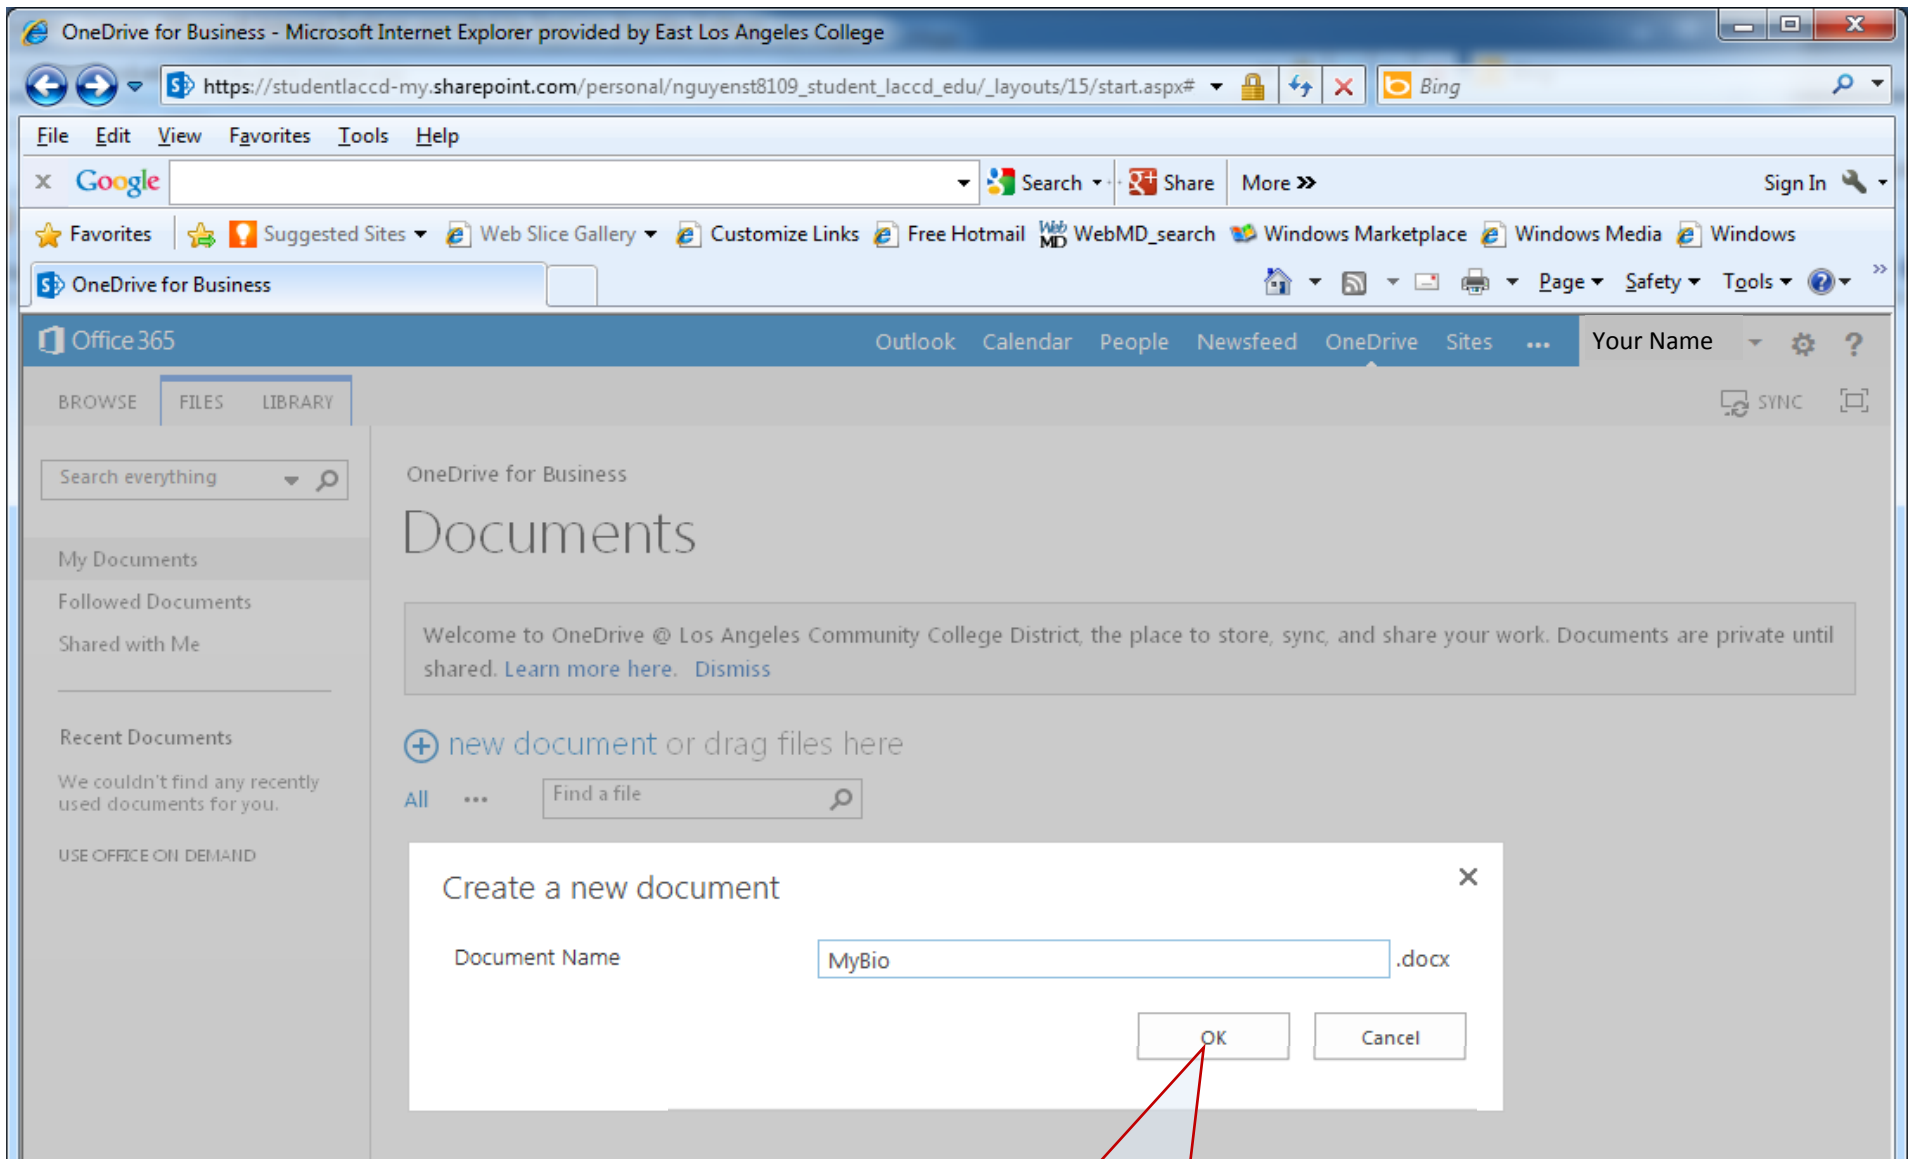 OneDrive for Business - Microsoft Internet Explorer provided by East Los Angeles College
https://studentlaccd-my.sharepoint.com/personal/nguyenst8109_student_laccd_edu/_layouts/15/start.aspx# Bing
File Edit View Favorites Tools Help
x Google Search Share More » Sign In
Favorites Suggested Sites Web Slice Gallery Customize Links Free Hotmail WebMD WebMD_search Windows Marketplace Windows Media Windows
OneDrive for Business Page Safety Tools »
Office 365 Outlook Calendar People Newsfeed OneDrive Sites ... Your Name ?
BROWSE FILES LIBRARY SYNC
Search everything
OneDrive for Business
Documents
My Documents
Followed Documents
Shared with Me
Welcome to OneDrive @ Los Angeles Community College District, the place to store, sync, and share your work. Documents are private until
shared. Learn more here. Dismiss
Recent Documents
We couldn't find any recently
used documents for you.
USE OFFICE ON DEMAND
new document or drag files here
All ... Find a file
Create a new document
Document Name MyBio .docx
OK Cancel